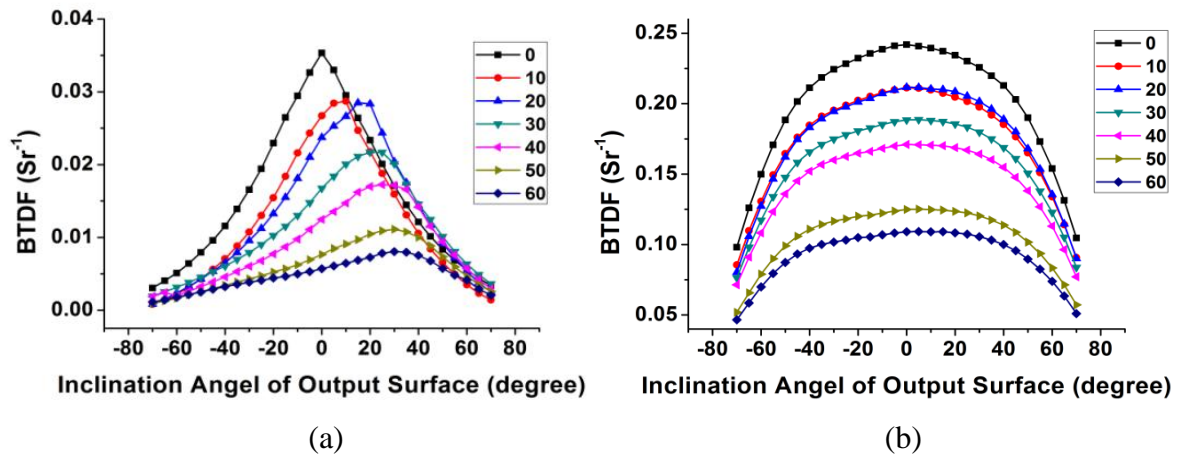 (a)
BTDF (Sr⁻¹)
0.04
0.03
0.02
0.01
0.00
-80 -60 -40 -20 0 20 40 60 80
Inclination Angel of Output Surface (degree)
0
10
20
30
40
50
60
(a)
(b)
BTDF (Sr⁻¹)
0.25
0.20
0.15
0.10
0.05
-80 -60 -40 -20 0 20 40 60 80
Inclination Angel of Output Surface (degree)
0
10
20
30
40
50
60
(b)